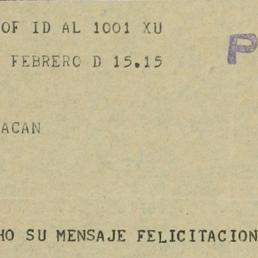 OF ID AL 1001 XU
FEBRERO D 15.15
P
ACAN
HO SU MENSAJE FELICITACION